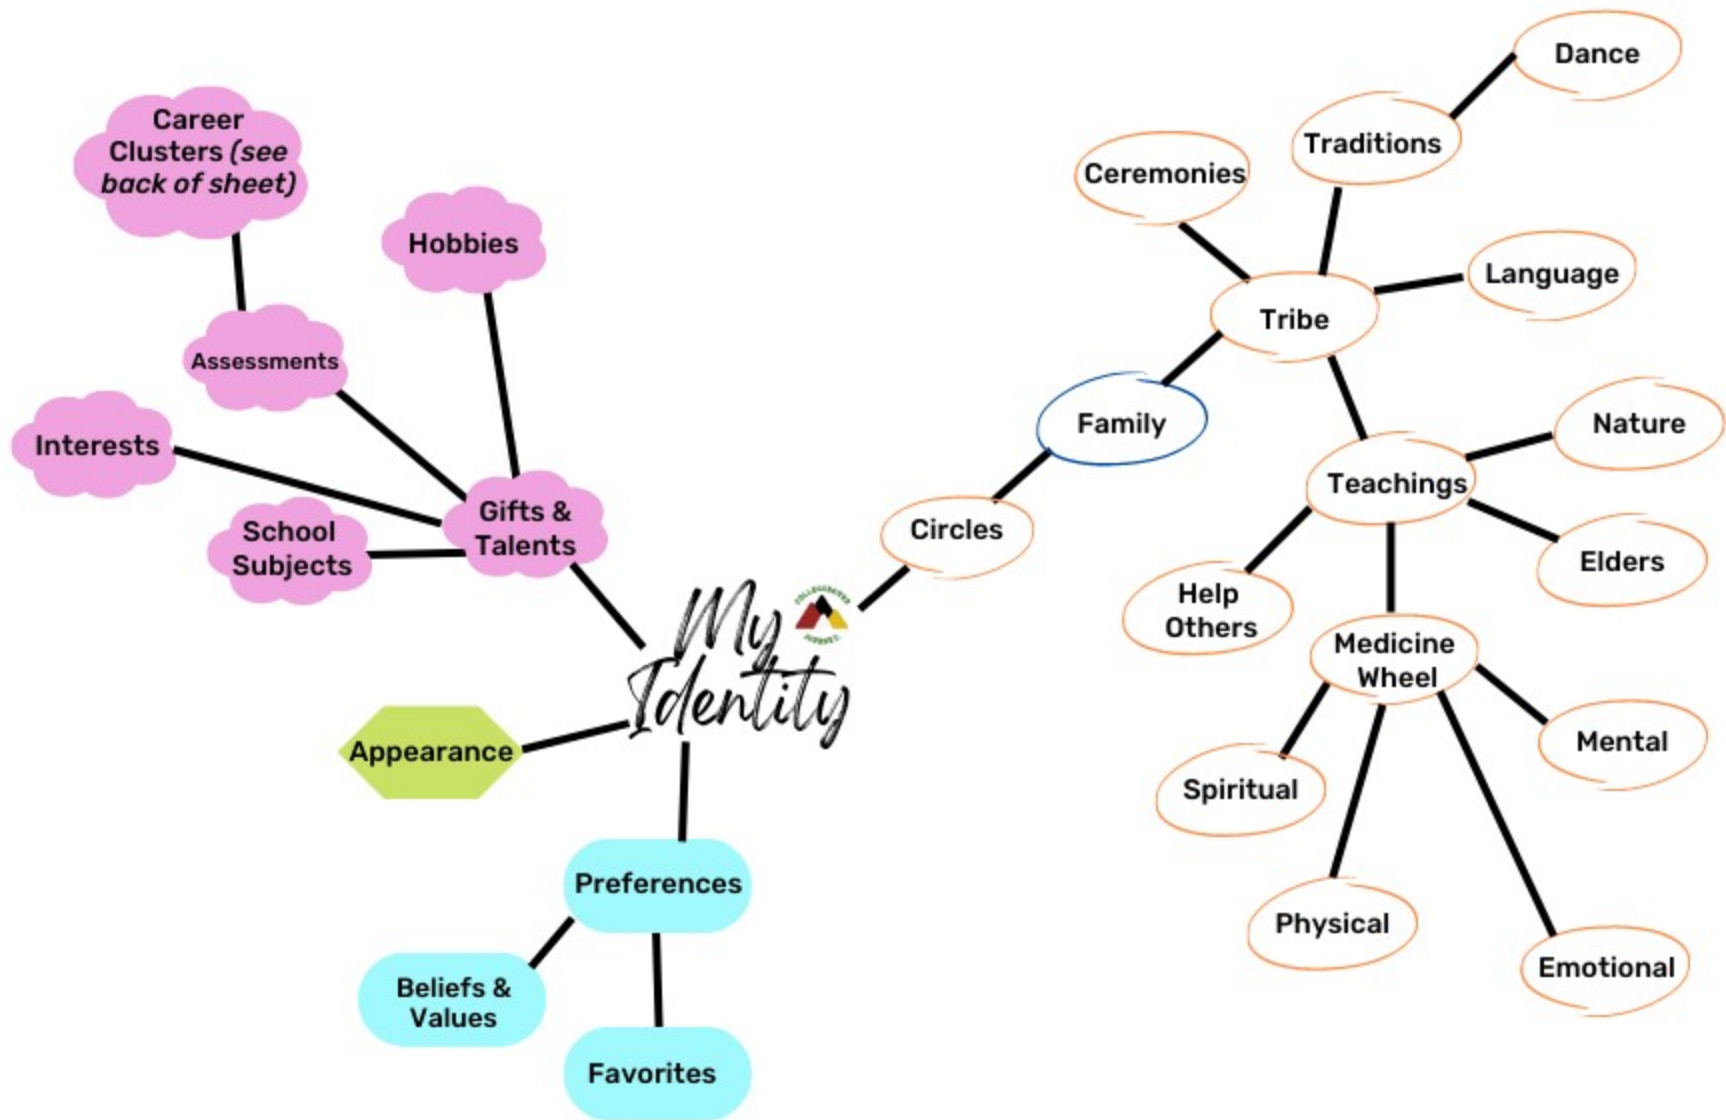 Career
Clusters (see
back of sheet)
Hobbies
Assessments
Interests
School
Subjects
Gifts &
Talents
My
Identity
Appearance
Preferences
Beliefs &
Values
Favorites
Circles
Family
Tribe
Ceremonies
Traditions
Dance
Language
Teachings
Nature
Elders
Help
Others
Medicine
Wheel
Mental
Spiritual
Physical
Emotional